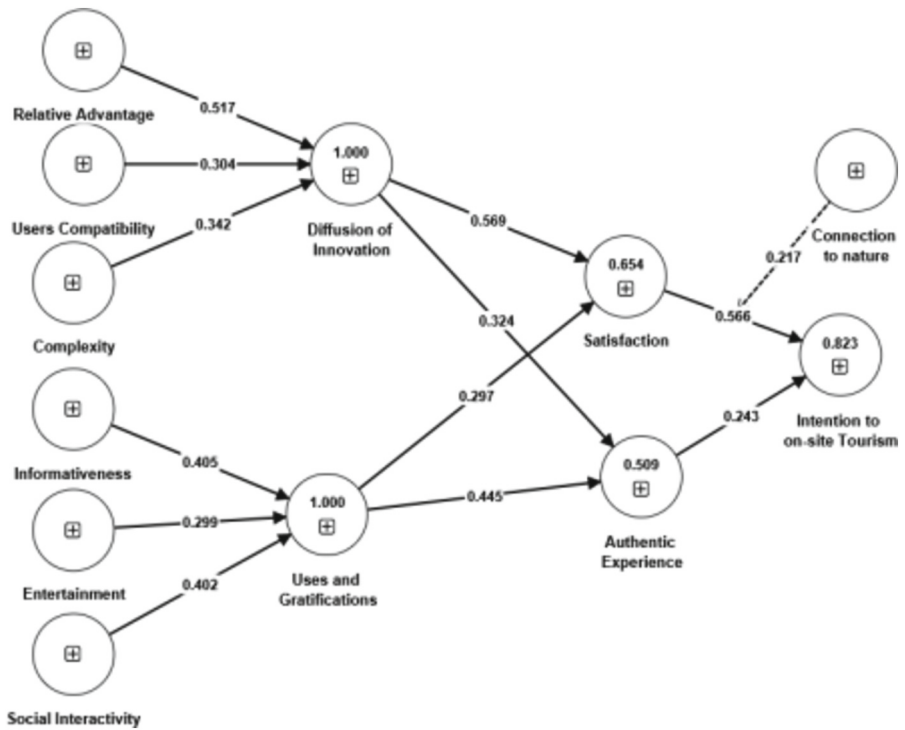 Relative Advantage
0.517
Users Compatibility
0.304
Complexity
0.342
1.000
Diffusion of
Innovation
0.569
0.324
Informativeness
0.405
Entertainment
0.299
Social Interactivity
0.402
1.000
Uses and
Gratifications
0.297
0.445
0.654
Satisfaction
0.566
0.509
Authentic
Experience
0.243
Connection
to nature
0.217
0.823
Intention to
on-site Tourism